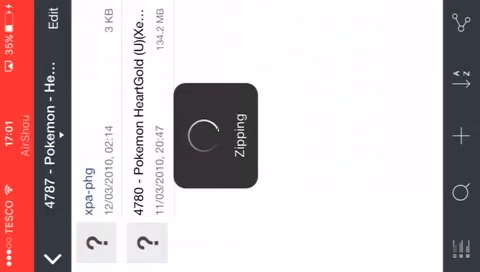 TESCO 17:01 35%
AirShou
4787 - Pokemon - He... Edit
xpa-phg
12/03/2010, 02:14 3 KB
4780 - Pokemon HeartGold (U)(Xe...
11/03/2010, 20:47 134.2 MB
Zipping
A
Z